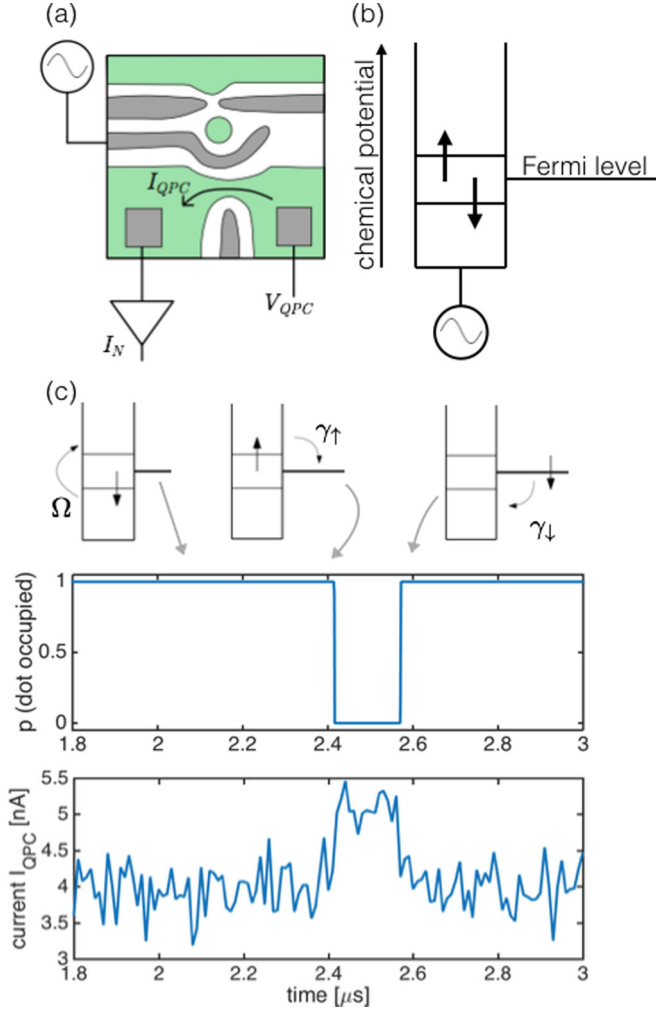 (a)
(b)
I_QPC
V_QPC
I_N
chemical potential
Fermi level
(c)
Ω
γ↑
γ↓
p (dot occupied)
1
0.5
0
1.8 2 2.2 2.4 2.6 2.8 3
current I_QPC [nA]
5.5
5
4.5
4
3.5
3
1.8 2 2.2 2.4 2.6 2.8 3
time [μs]